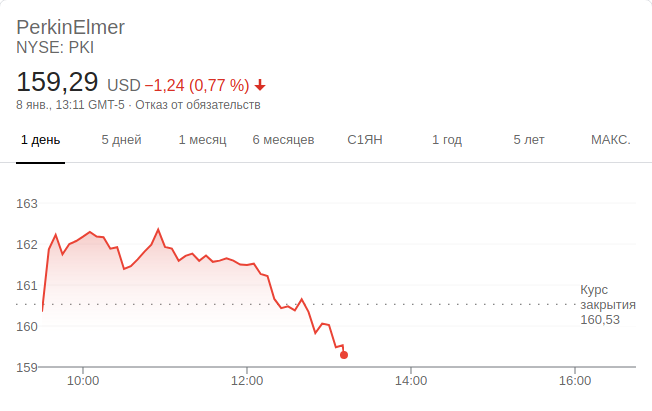 PerkinElmer
NYSE: PKI
159,29 USD −1,24 (0,77 %)
8 янв., 13:11 GMT-5 · Отказ от обязательств
1 день 5 дней 1 месяц 6 месяцев С1ЯН 1 год 5 лет МАКС.
163
162
161
160
159
Курс
закрытия
160,53
10:00 12:00 14:00 16:00